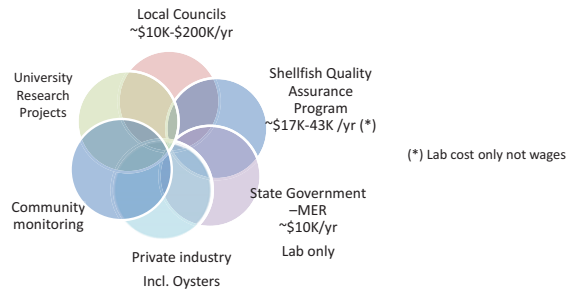 Local Councils
~$10K-$200K/yr
Shellfish Quality
Assurance
Program
~$17K-43K /yr (*)
(*) Lab cost only not wages
State Government
–MER
~$10K/yr
Lab only
Private industry
Incl. Oysters
Community
monitoring
University
Research
Projects